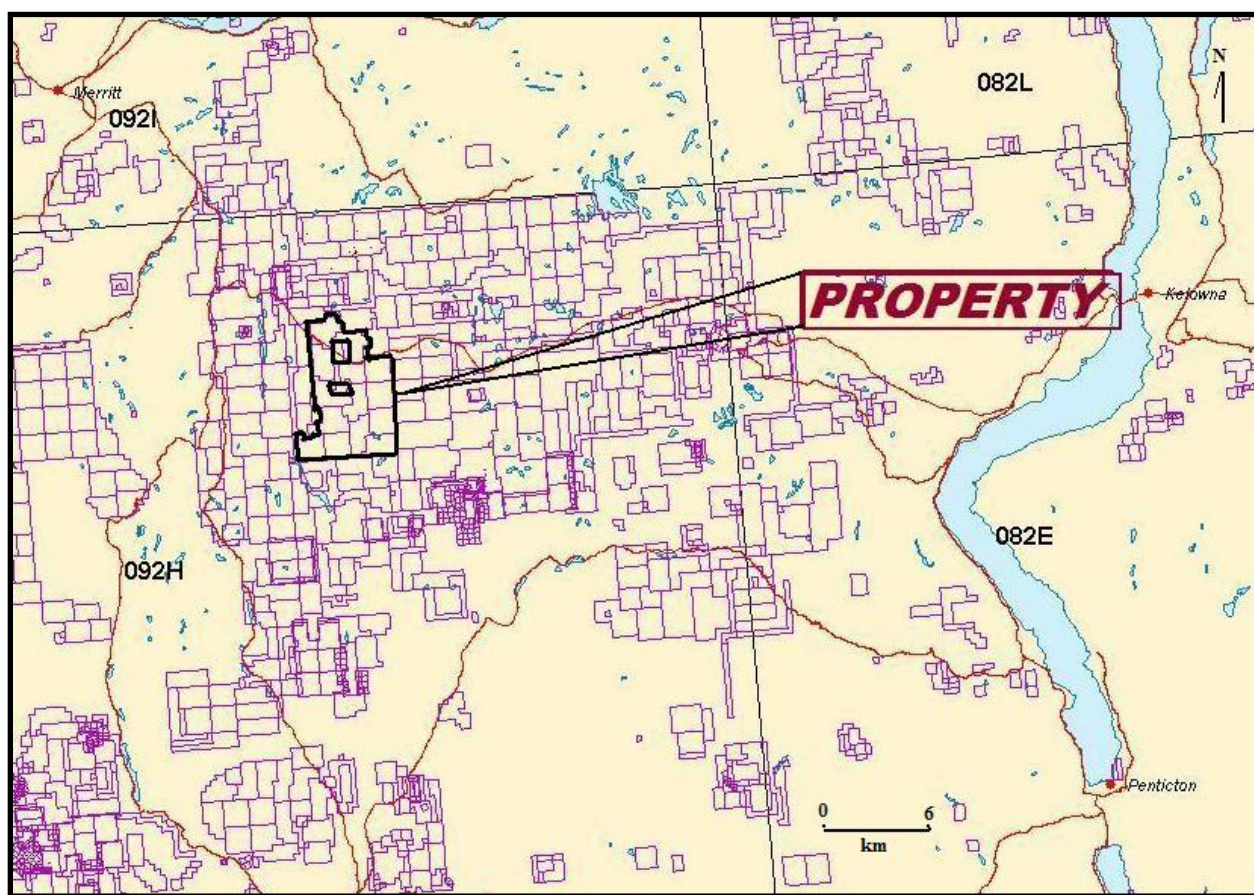 N
082L
Merritt
092I
PROPERTY
Kelowna
082E
092H
Penticton
0 6
km